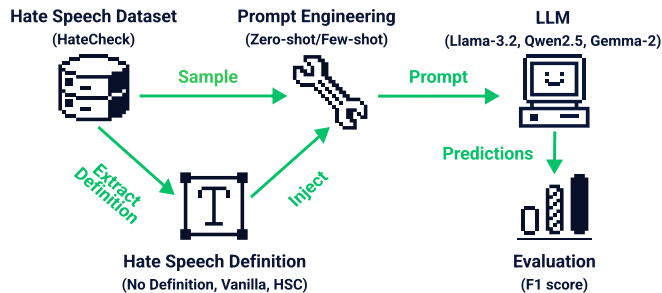 Hate Speech Dataset
(HateCheck)
Prompt Engineering
(Zero-shot/Few-shot)
LLM
(Llama-3.2, Qwen2.5, Gemma-2)
Sample
Prompt
Extract
Definition
T
Inject
Predictions
Hate Speech Definition
(No Definition, Vanilla, HSC)
Evaluation
(F1 score)